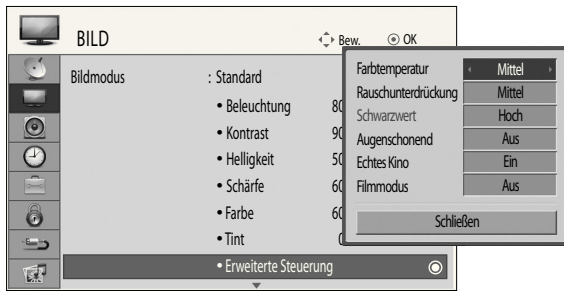 BILD
Bew. OK
Bildmodus : Standard
• Beleuchtung 80
• Kontrast 90
• Helligkeit 50
• Schärfe 60
• Farbe 60
• Tint 0
• Erweiterte Steuerung
Farbtemperatur Mittel
Rauschunterdrückung Mittel
Schwarzwert Hoch
Augenschonend Aus
Echtes Kino Ein
Filmmodus Aus
Schließen